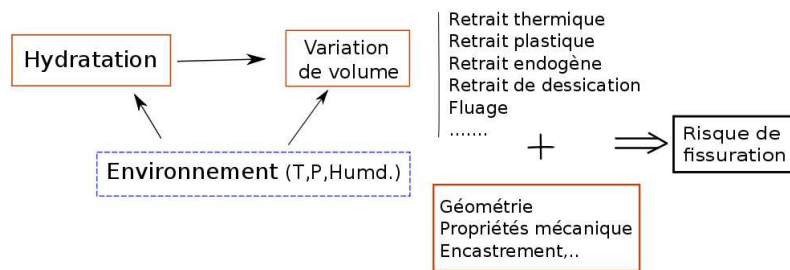 Hydratation
Variation
de volume
Environnement (T,P,Humd.)
Retrait thermique
Retrait plastique
Retrait endogène
Retrait de dessication
Fluage
.......
+
Géométrie
Propriétés mécanique
Encastrement,..
Risque de
fissuration